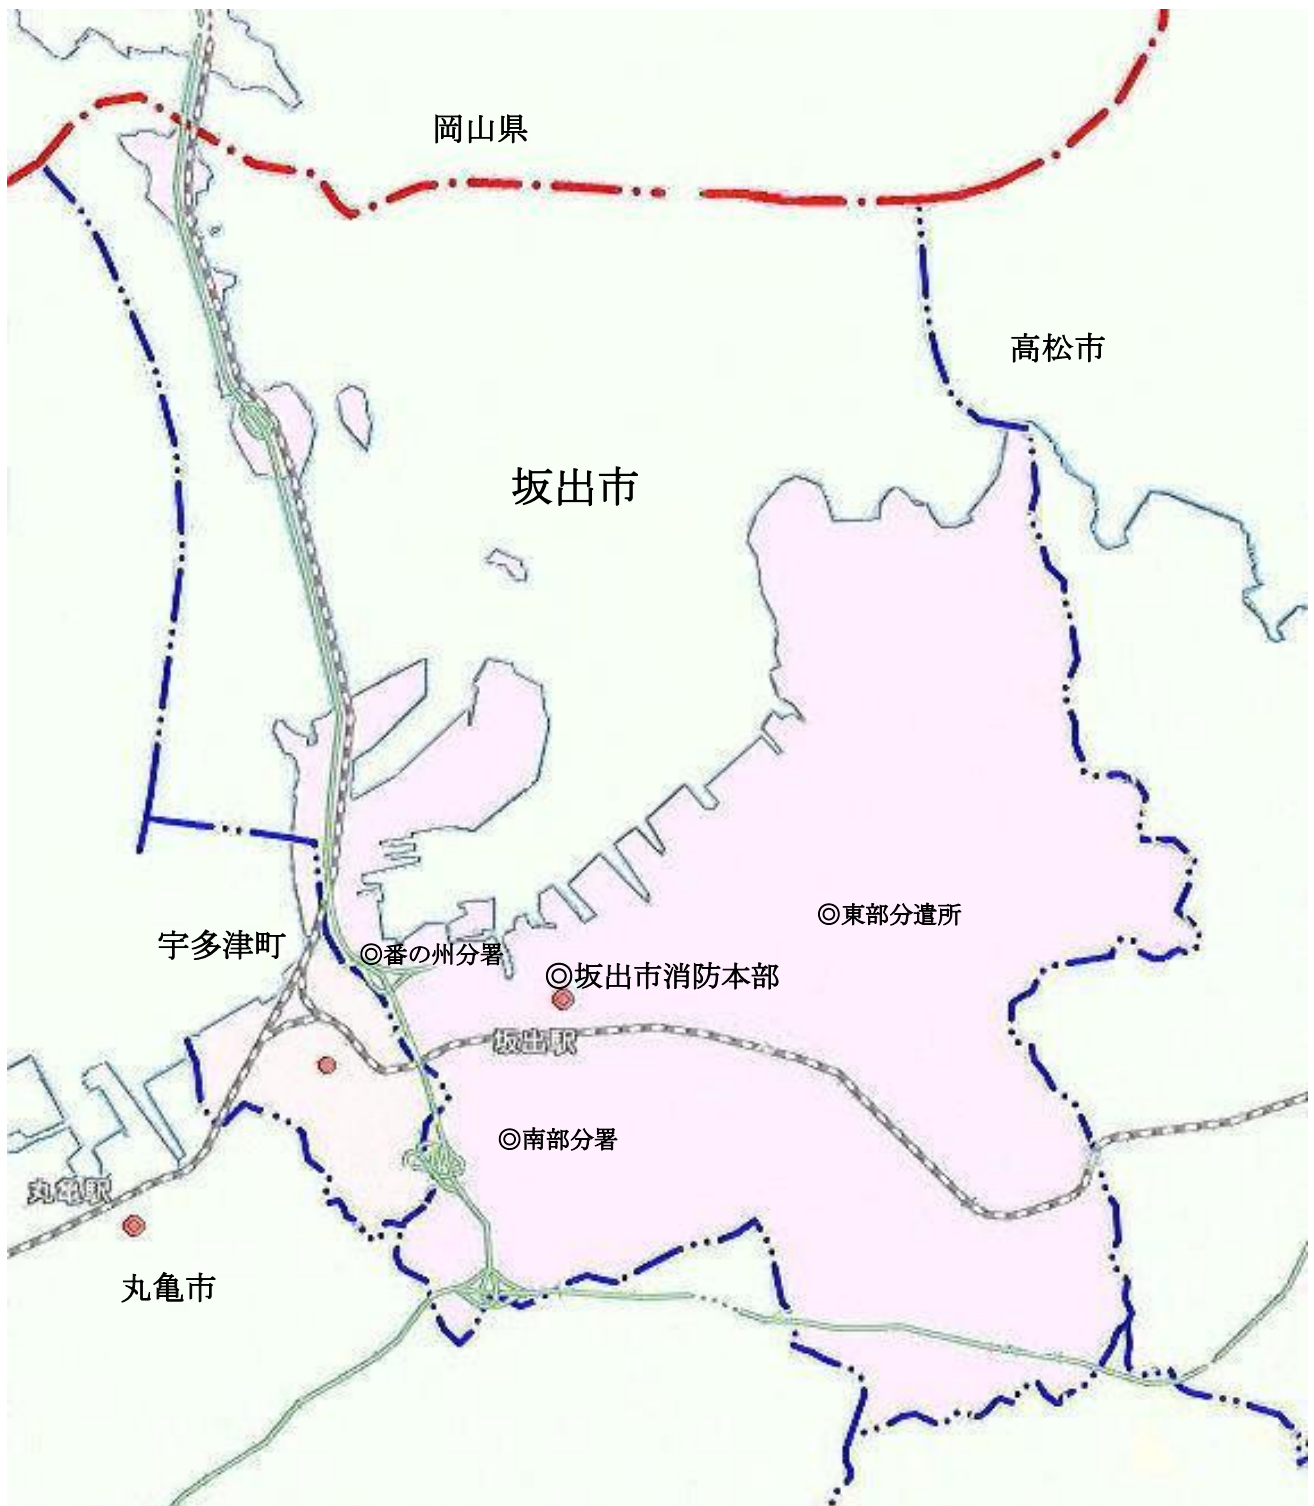 岡山県
高松市
坂出市
◎東部分遣所
宇多津町
◎番の州分署
◎坂出市消防本部
坂出駅
◎南部分署
丸亀駅
丸亀市